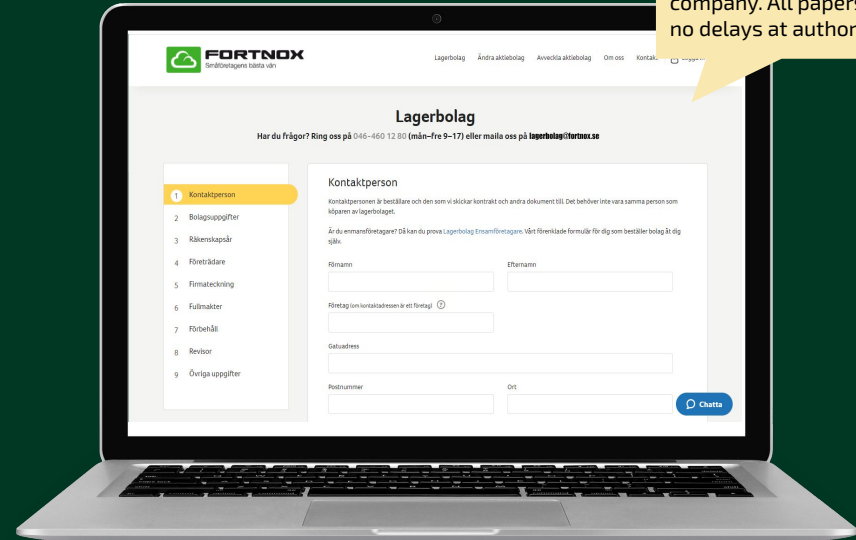 company. All papers
no delays at author
FORTNOX
Småföretagens bästa vän
Lagerbolag Ändra aktiebolag Avveckla aktiebolag Om oss
Lagerbolag
Har du frågor? Ring oss på 046-460 12 80 (mån–fre 9–17) eller maila oss på lagerbolag@fortnox.se
1 Kontaktperson
2 Bolagsuppgifter
3 Räkenskapsår
4 Företrädare
5 Firmateckning
6 Fullmakter
7 Förbehåll
8 Revisor
9 Övriga uppgifter
Kontaktperson
Kontaktpersonen är beställare och den som vi skickar kontrakt och andra dokument till. Det behöver inte vara samma person som
köparen av lagerbolaget.
Är du enmansföretagare? Då kan du prova Lagerbolag Ensamföretagare. Vårt förenklade formulär för dig som beställer bolag åt dig
själv.
Förnamn Efternamn
Företag (om kontaktadressen är ett företag) ?
Gatuadress
Postnummer Ort
Chatta